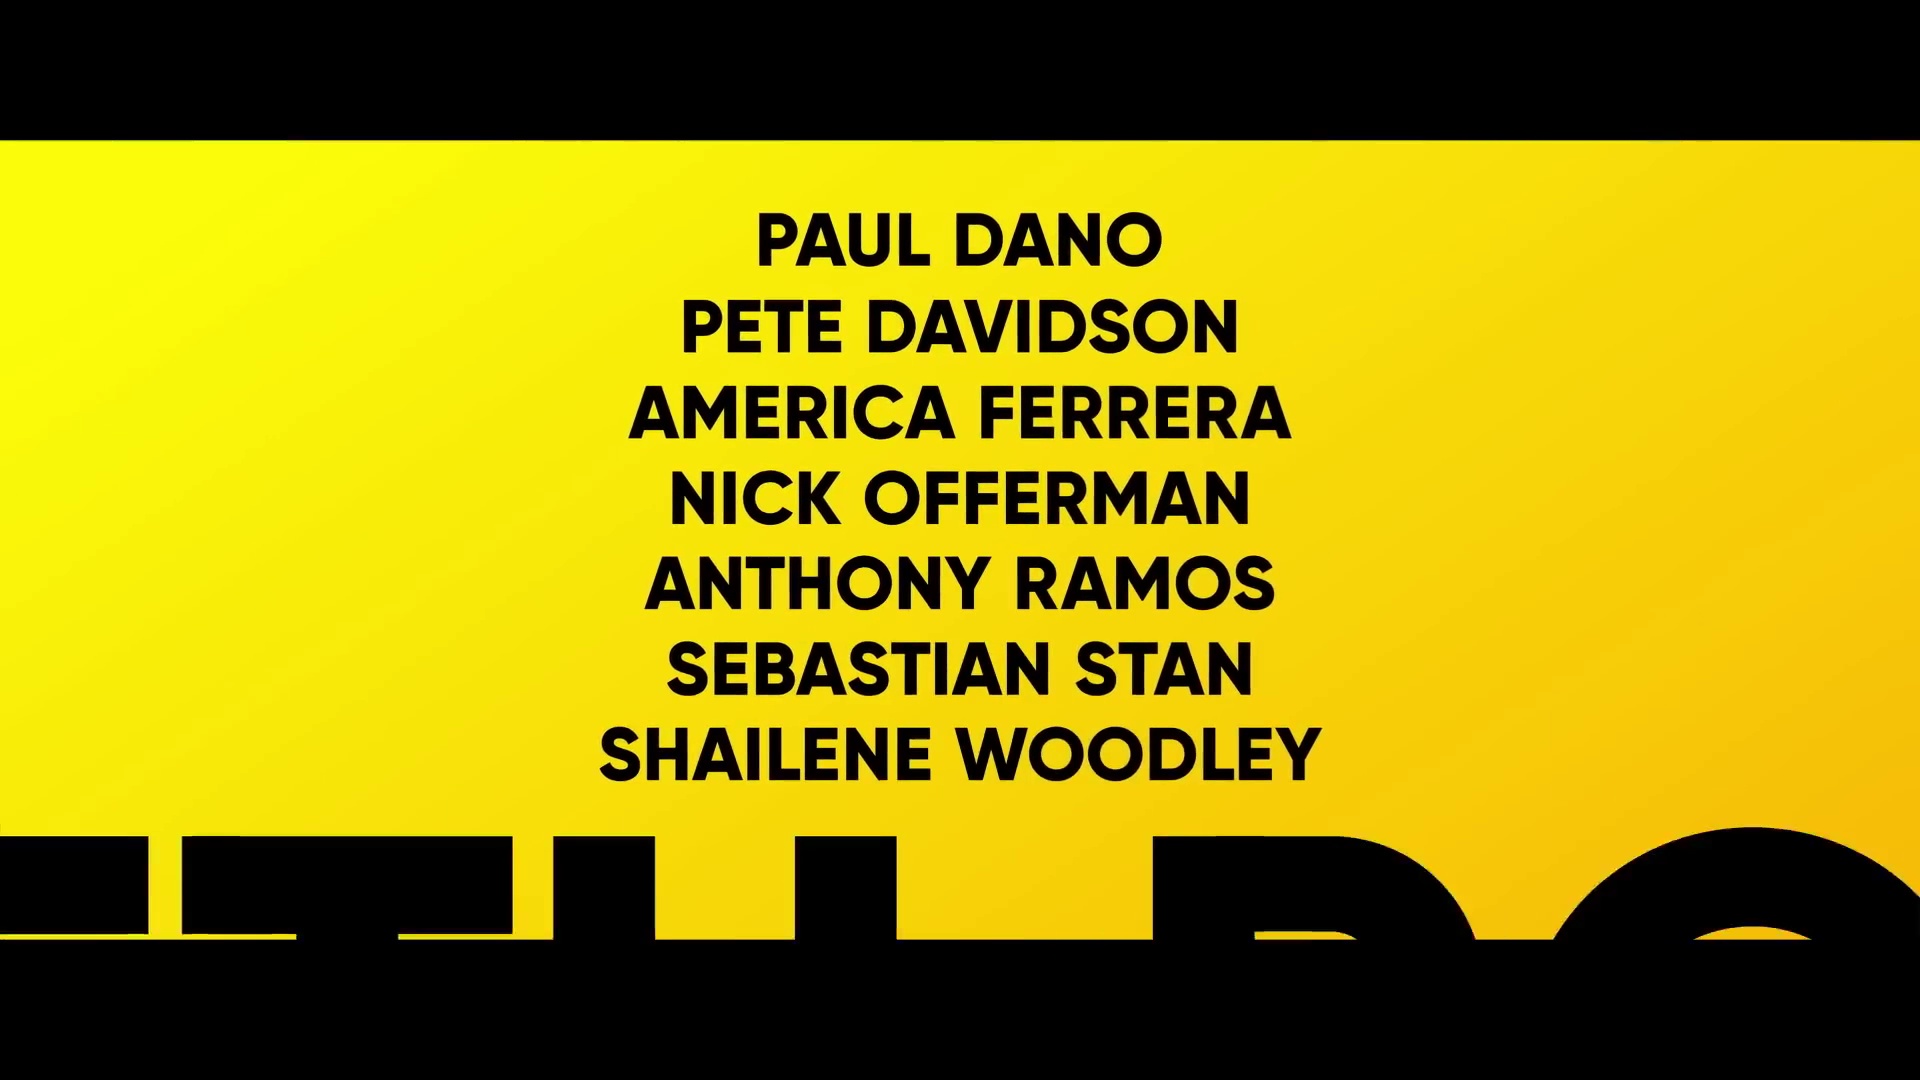 PAUL DANO
PETE DAVIDSON
AMERICA FERRERA
NICK OFFERMAN
ANTHONY RAMOS
SEBASTIAN STAN
SHAILENE WOODLEY